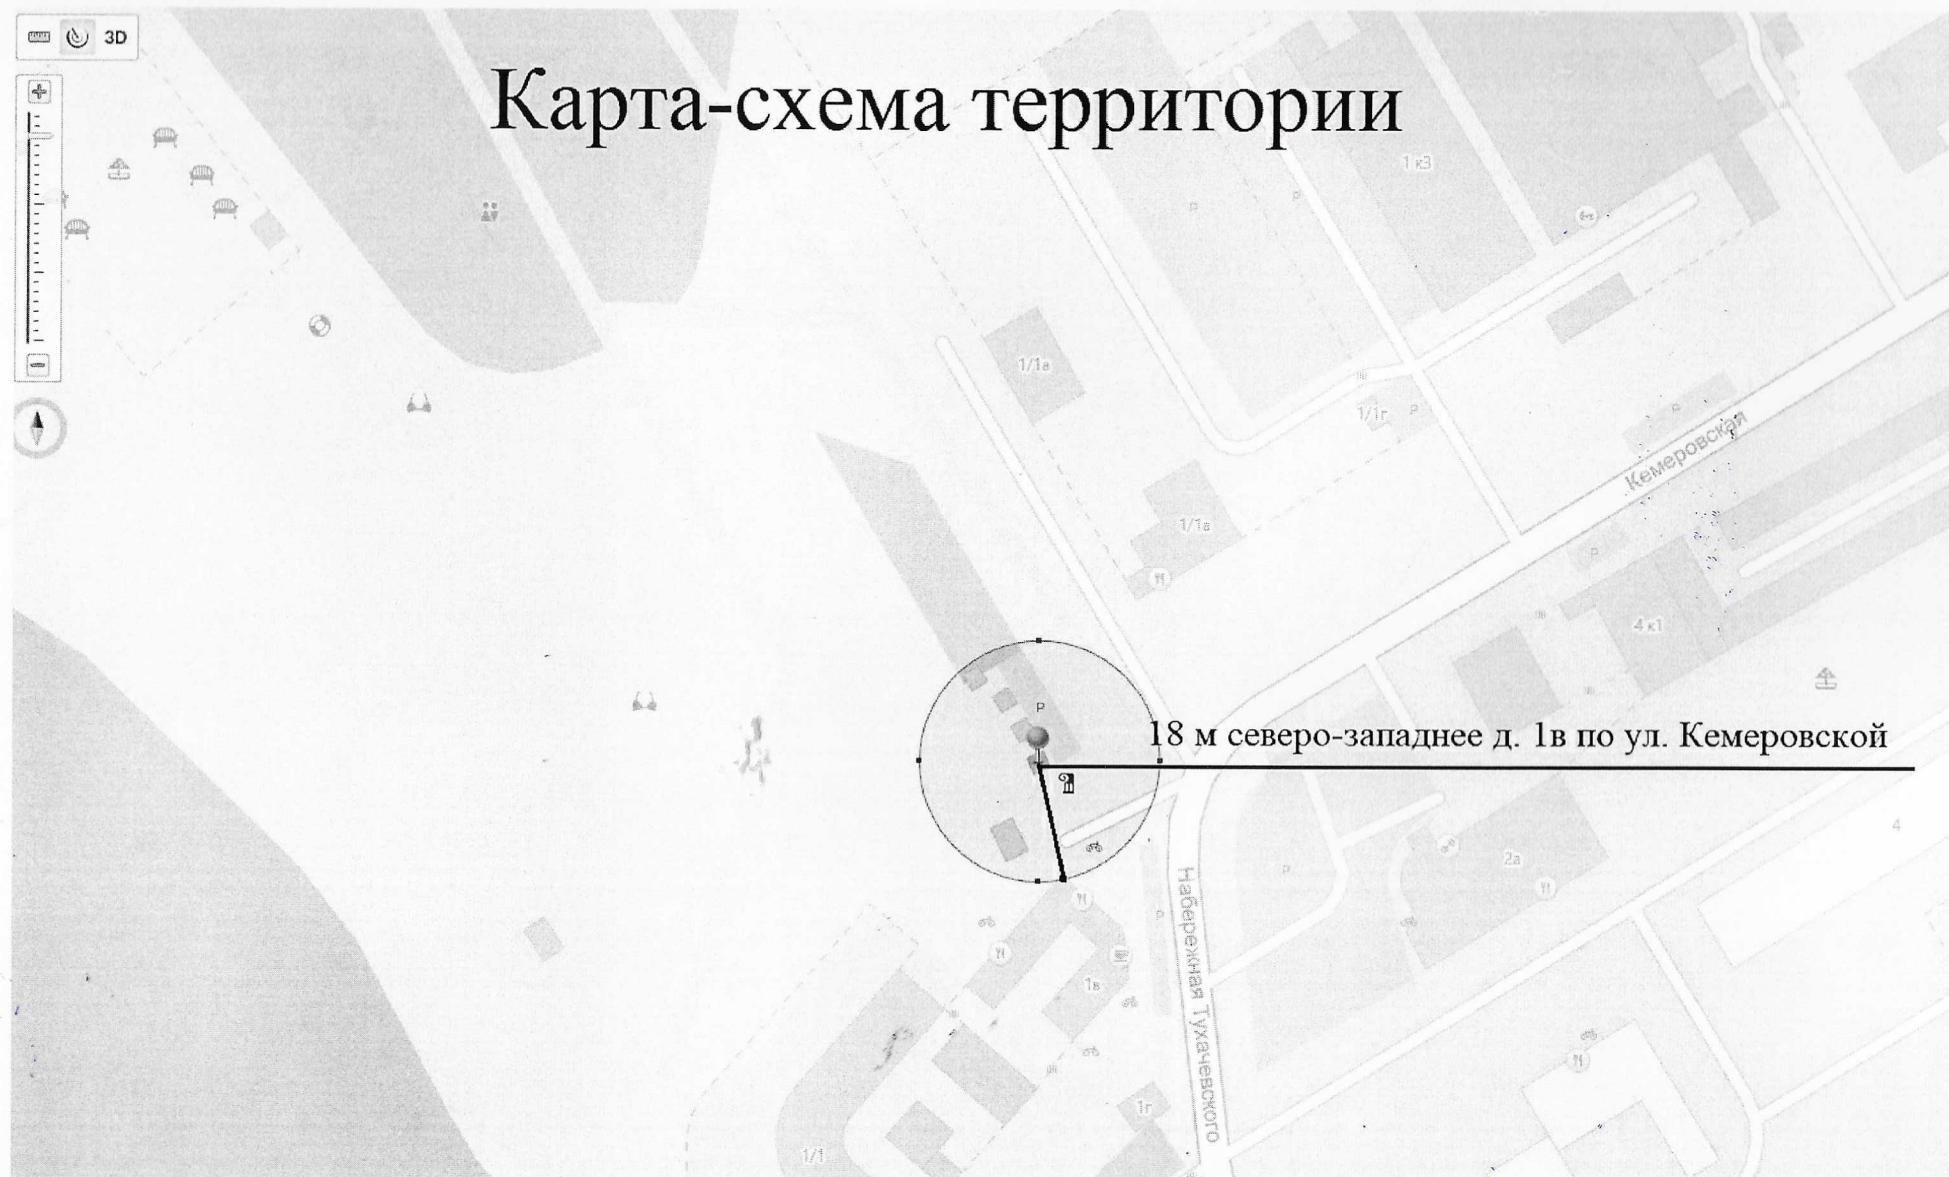 3D
Карта-схема территории
1 к3
P
P
1/1а
1/1г
P
P
Кемеровская
1/1а
P
4 к1
P
18 м северо-западнее д. 1в по ул. Кемеровской
4
2а
P
Набережная Тухачевского
P
1в
1г
1/1